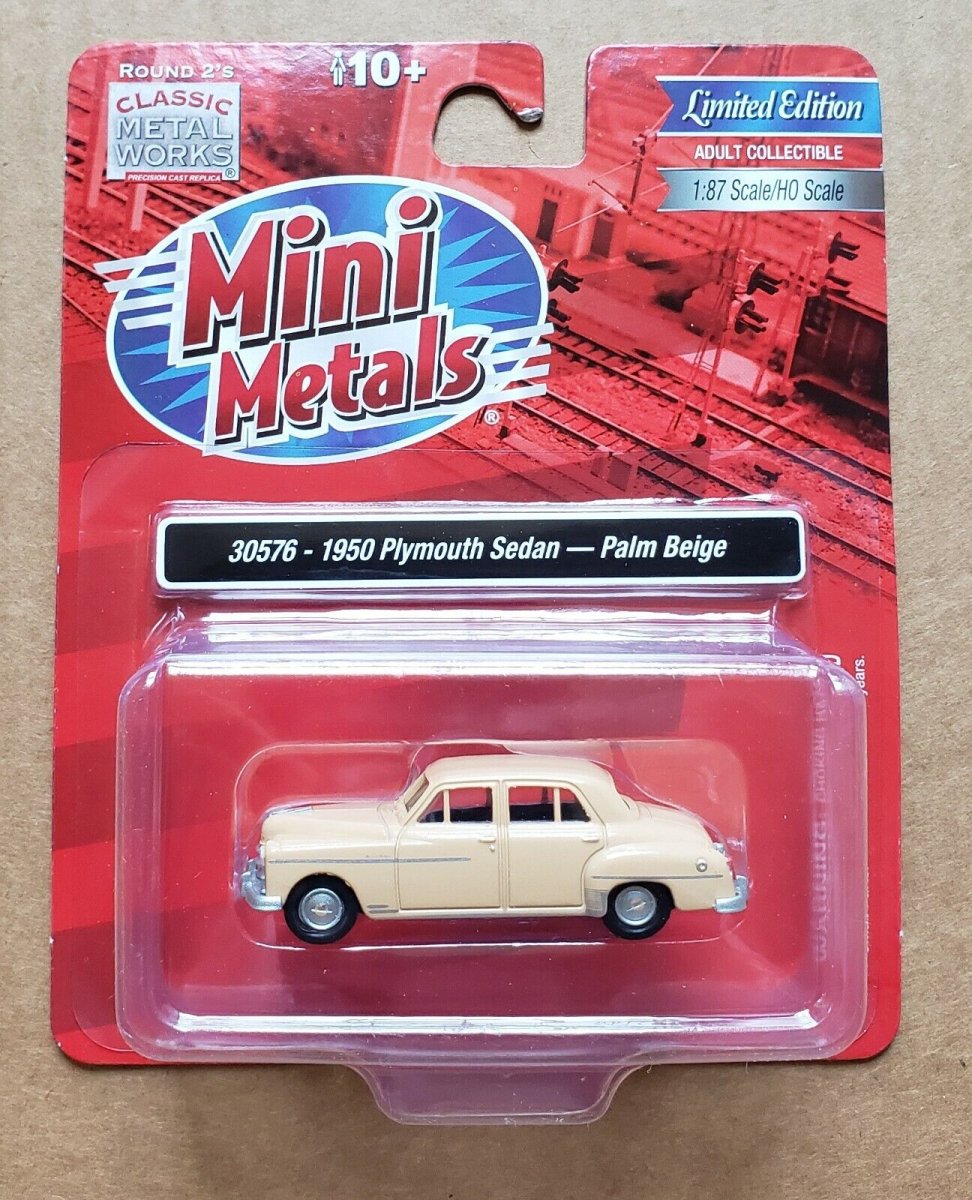 ROUND 2'S
CLASSIC
METAL
WORKS®
PRECISION CAST REPLICA
10+
Limited Edition
ADULT COLLECTIBLE
1:87 Scale/HO Scale
Mini
Metals®
30576 - 1950 Plymouth Sedan — Palm Beige